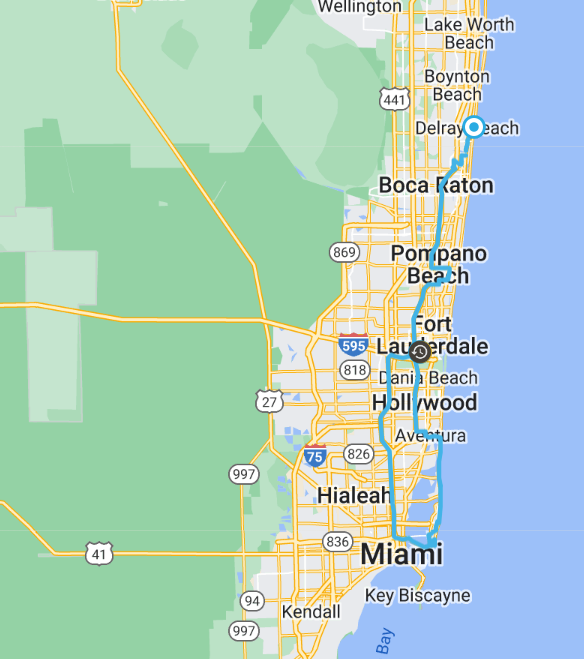 Wellington
Lake Worth
Beach
Boynton
Beach
441
Delray Beach
Boca Raton
869
Pompano
Beach
Fort
Lauderdale
595
818
Dania Beach
27
Hollywood
Aventura
75
826
997
Hialeah
836
Miami
41
Key Biscayne
94
Kendall
997
Bay